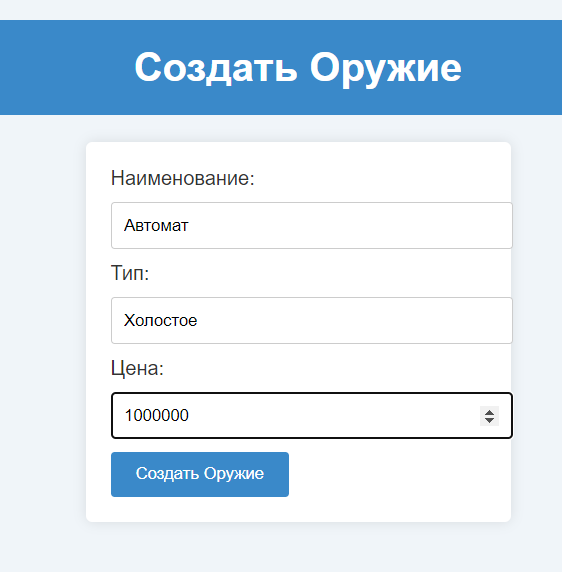 Создать Оружие
Наименование:
Автомат
Тип:
Холостое
Цена:
1000000
Создать Оружие